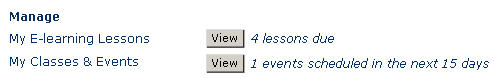 Manage
My E-learning Lessons View 4 lessons due
My Classes & Events View 1 events scheduled in the next 15 days